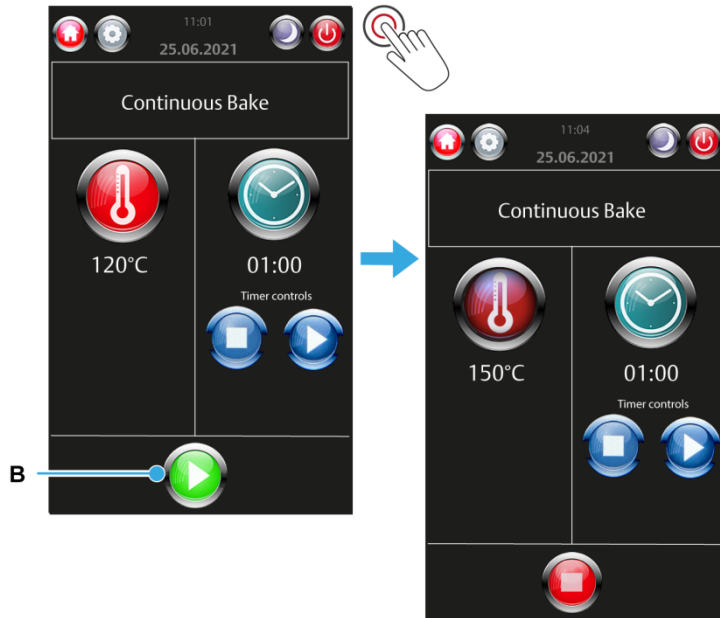 11:01
25.06.2021
Continuous Bake
120°C
01:00
Timer controls
B
11:04
25.06.2021
Continuous Bake
150°C
01:00
Timer controls